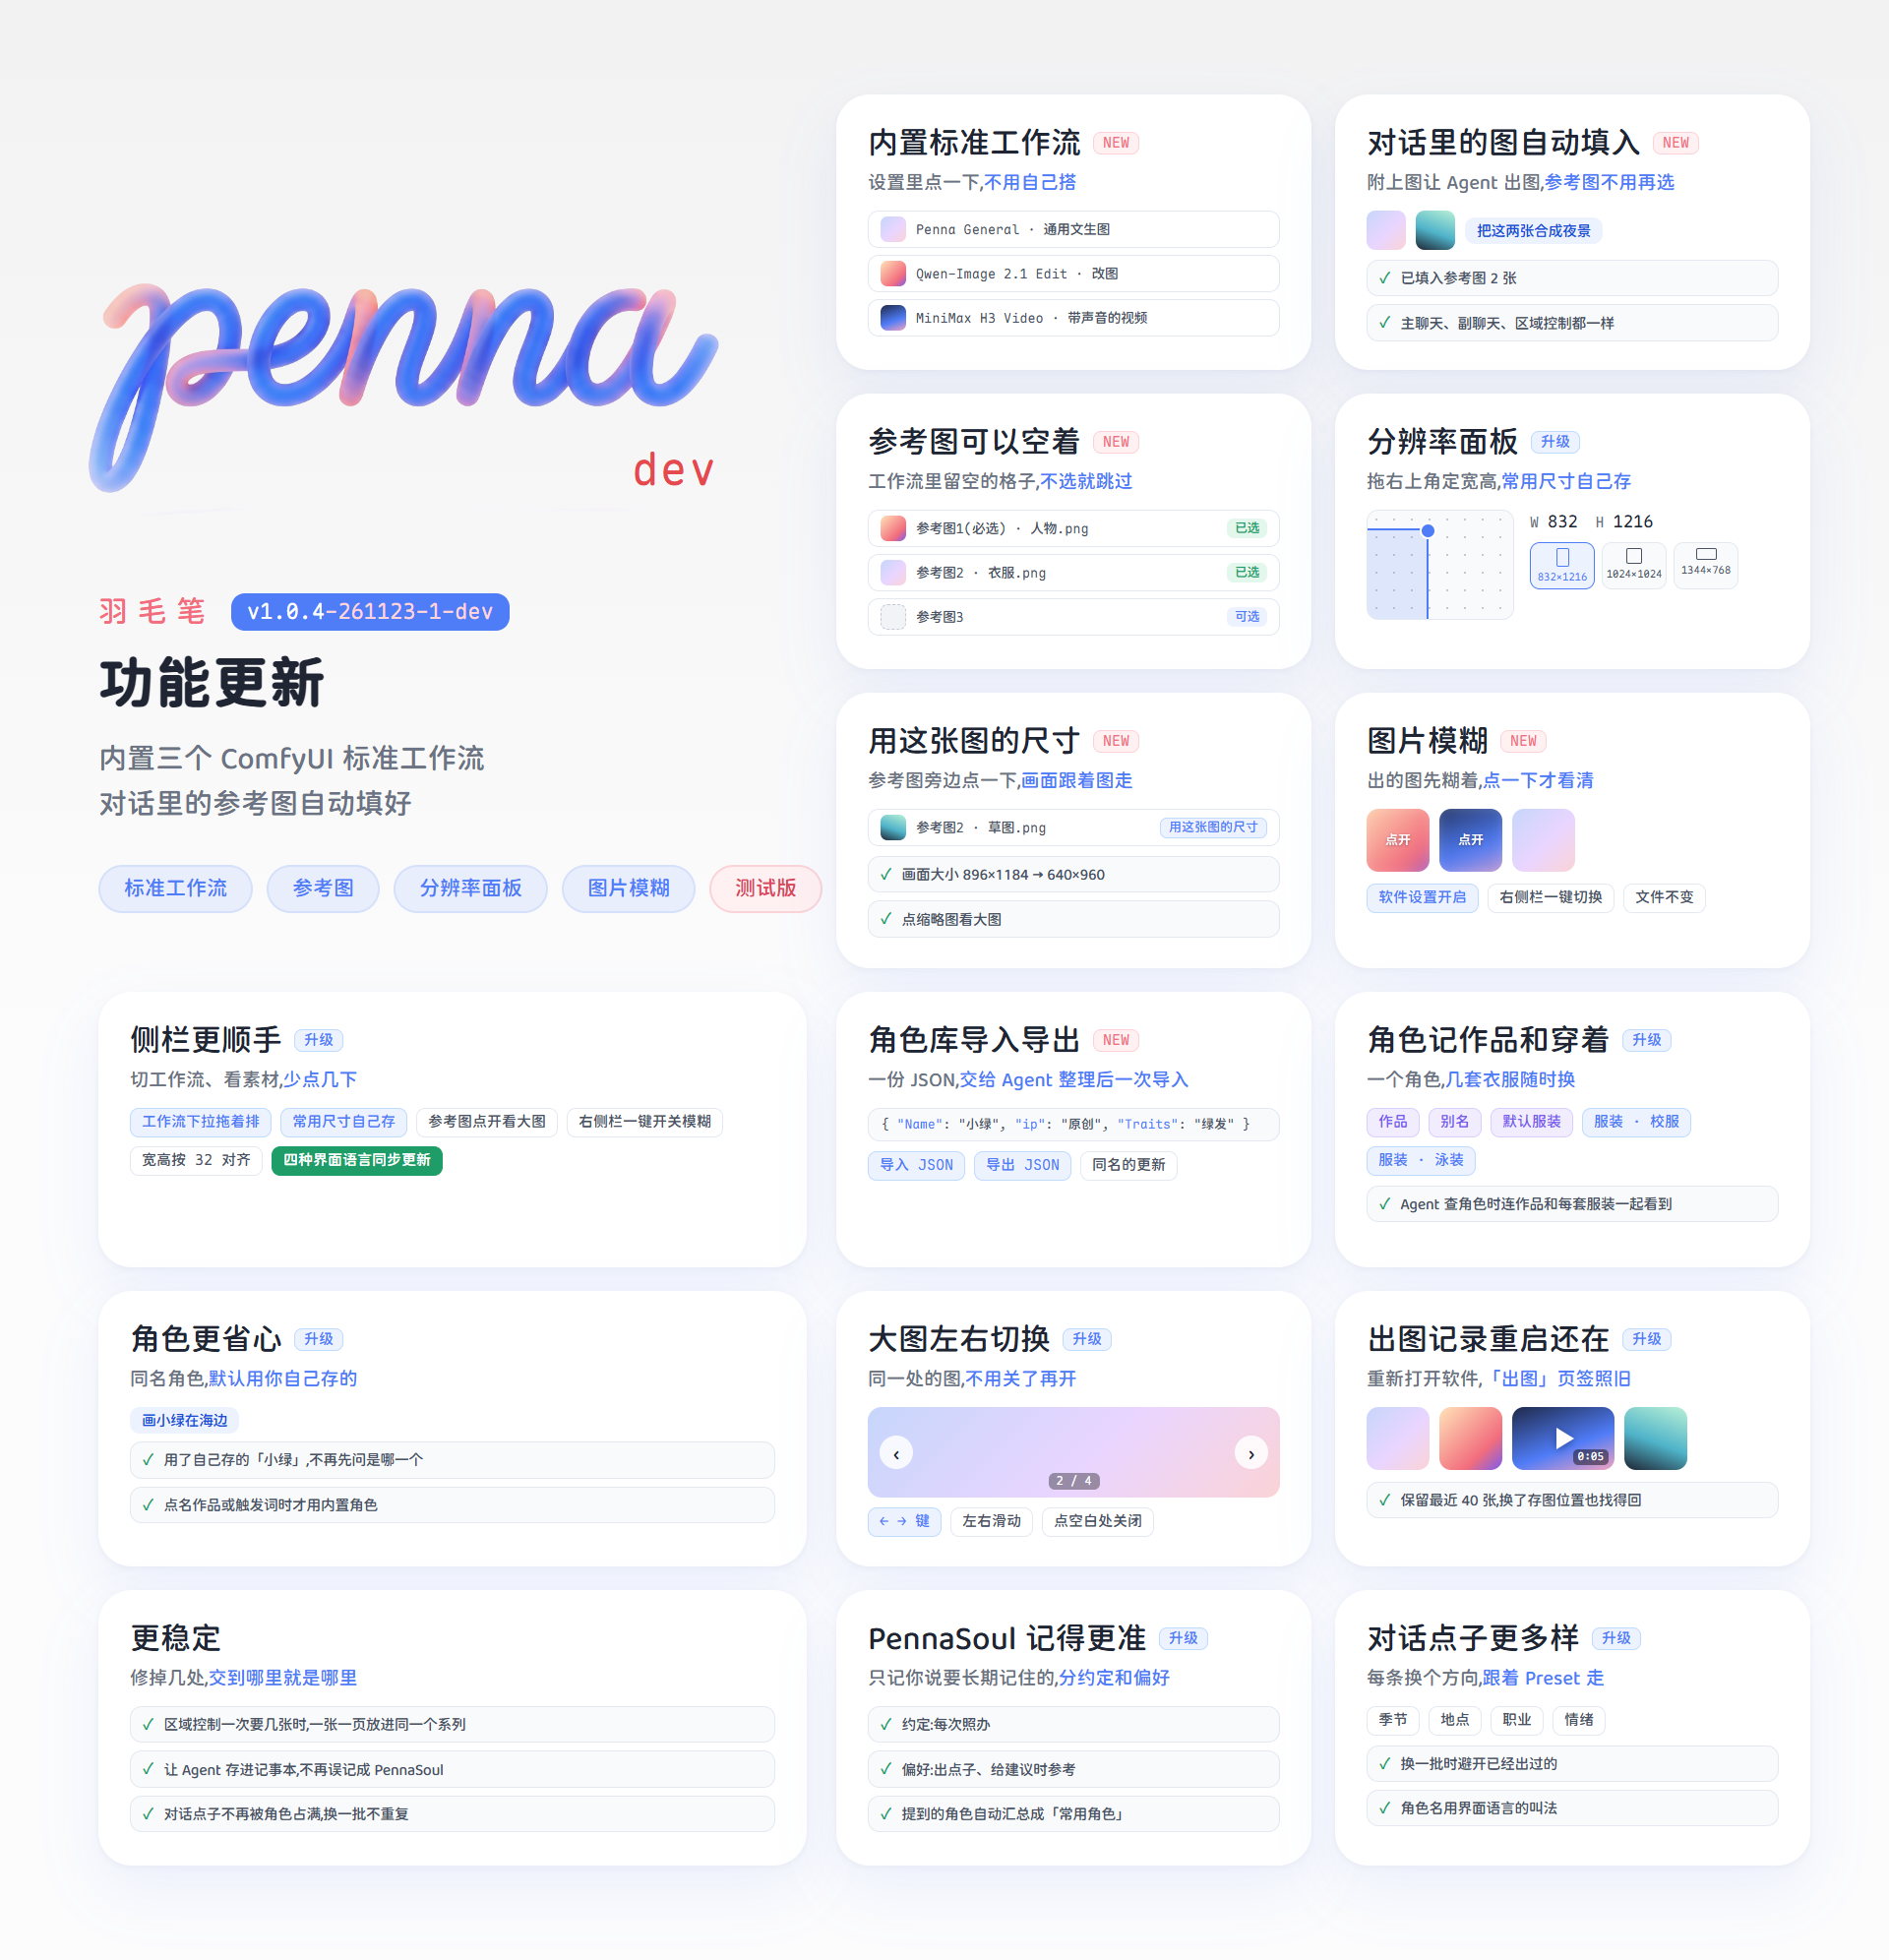 penna
dev
羽毛笔 v1.0.4-261123-1-dev
功能更新
内置三个 ComfyUI 标准工作流
对话里的参考图自动填好
标准工作流 参考图 分辨率面板 图片模糊 测试版
内置标准工作流 NEW
设置里点一下,不用自己搭
Penna General · 通用文生图
Qwen-Image 2.1 Edit · 改图
MiniMax H3 Video · 带声音的视频
对话里的图自动填入 NEW
附上图让 Agent 出图,参考图不用再选
把这两张合成夜景
✓ 已填入参考图 2 张
✓ 主聊天、副聊天、区域控制都一样
参考图可以空着 NEW
工作流里留空的格子,不选就跳过
参考图1(必选) · 人物.png 已选
参考图2 · 衣服.png 已选
参考图3 可选
分辨率面板 升级
拖右上角定宽高,常用尺寸自己存
W 832 H 1216
832×1216 1024×1024 1344×768
用这张图的尺寸 NEW
参考图旁边点一下,画面跟着图走
参考图2 · 草图.png 用这张图的尺寸
✓ 画面大小 896×1184 → 640×960
✓ 点缩略图看大图
图片模糊 NEW
出的图先糊着,点一下才看清
点开 点开
软件设置开启 右侧栏一键切换 文件不变
侧栏更顺手 升级
切工作流、看素材,少点几下
工作流下拉拖着排 常用尺寸自己存 参考图点开看大图 右侧栏一键开关模糊
宽高按 32 对齐 四种界面语言同步更新
角色库导入导出 NEW
一份 JSON,交给 Agent 整理后一次导入
{ "Name": "小绿", "ip": "原创", "Traits": "绿发" }
导入 JSON 导出 JSON 同名的更新
角色记作品和穿着 升级
一个角色,几套衣服随时换
作品 别名 默认服装 服装 · 校服
服装 · 泳装
✓ Agent 查角色时连作品和每套服装一起看到
角色更省心 升级
同名角色,默认用你自己存的
画小绿在海边
✓ 用了自己存的「小绿」,不再先问是哪一个
✓ 点名作品或触发词时才用内置角色
大图左右切换 升级
同一处的图,不用关了再开
‹ ›
2 / 4
← → 键 左右滑动 点空白处关闭
出图记录重启还在 升级
重新打开软件,「出图」页签照旧
0:05
✓ 保留最近 40 张,换了存图位置也找得回
更稳定
修掉几处,交到哪里就是哪里
✓ 区域控制一次要几张时,一张一页放进同一个系列
✓ 让 Agent 存进记事本,不再误记成 PennaSoul
✓ 对话点子不再被角色占满,换一批不重复
PennaSoul 记得更准 升级
只记你说要长期记住的,分约定和偏好
✓ 约定:每次照办
✓ 偏好:出点子、给建议时参考
✓ 提到的角色自动汇总成「常用角色」
对话点子更多样 升级
每条换个方向,跟着 Preset 走
季节 地点 职业 情绪
✓ 换一批时避开已经出过的
✓ 角色名用界面语言的叫法